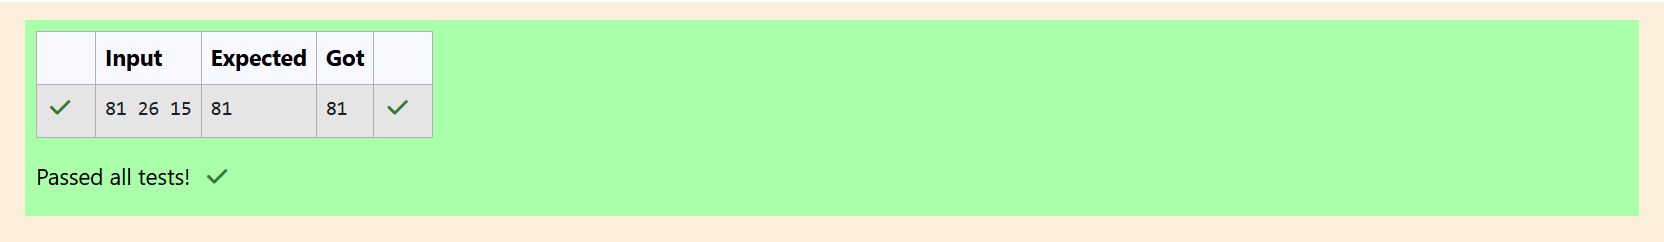 Input Expected Got
81 26 15 81 81
Passed all tests!